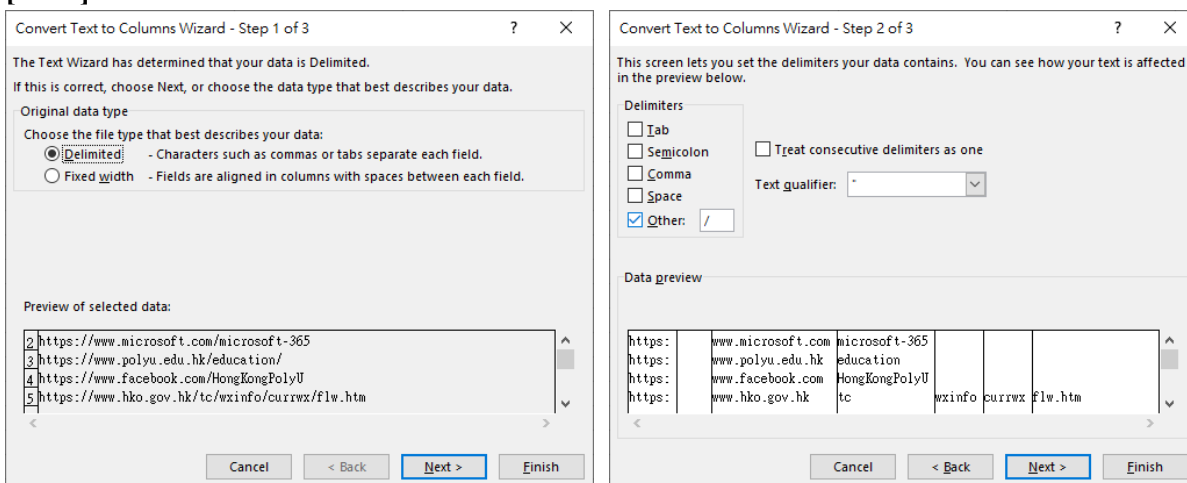 Convert Text to Columns Wizard - Step 1 of 3
The Text Wizard has determined that your data is Delimited.
If this is correct, choose Next, or choose the data type that best describes your data.
Original data type
Choose the file type that best describes your data:
Delimited - Characters such as commas or tabs separate each field.
Fixed width - Fields are aligned in columns with spaces between each field.
Preview of selected data:
2 https://www.microsoft.com/microsoft-365
3 https://www.polyu.edu.hk/education/
4 https://www.facebook.com/HongKongPolyU
5 https://www.hko.gov.hk/tc/wxinfo/currwx/flw.htm
Cancel < Back Next > Finish
Convert Text to Columns Wizard - Step 2 of 3
This screen lets you set the delimiters your data contains. You can see how your text is affected
in the preview below.
Delimiters
Tab
Semicolon
Comma
Space
Other: /
Treat consecutive delimiters as one
Text qualifier: "
Data preview
https: www.microsoft.com microsoft-365
https: www.polyu.edu.hk education
https: www.facebook.com HongKongPolyU
https: www.hko.gov.hk tc wxinfo currwx flw.htm
Cancel < Back Next > Finish